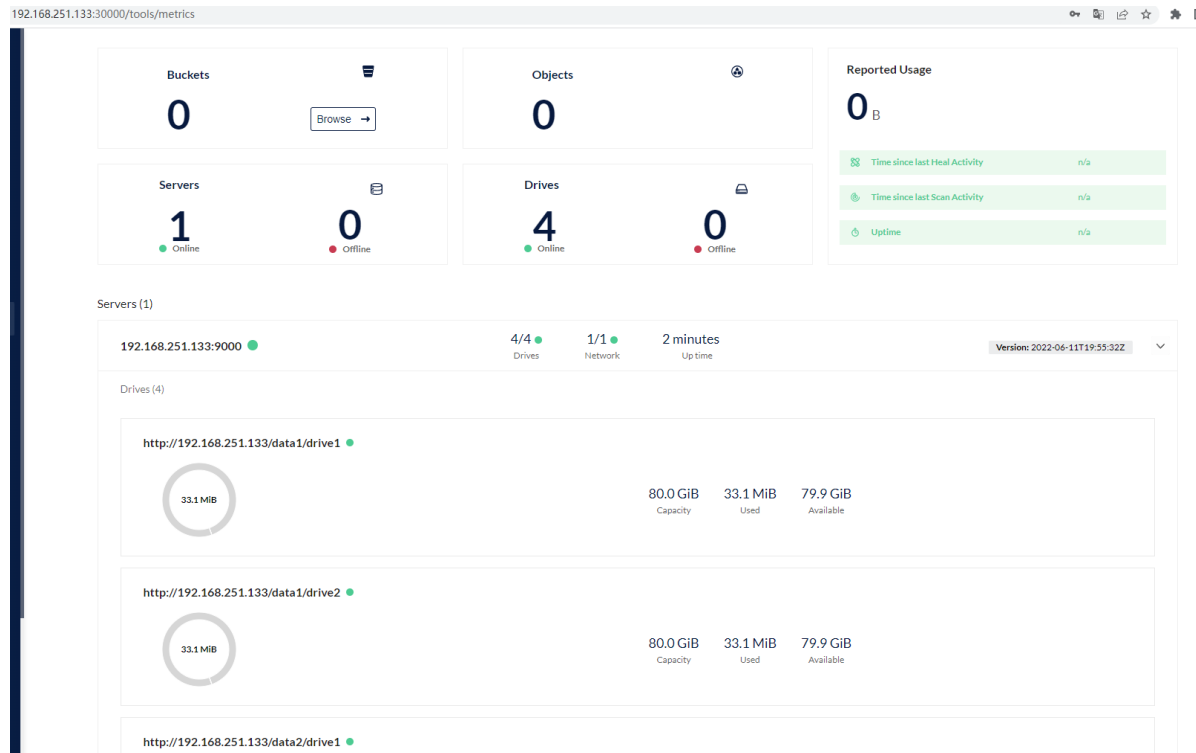 192.168.251.133:30000/tools/metrics
Buckets
0
Browse →
Objects
0
Reported Usage
0 B
Time since last Heal Activity n/a
Time since last Scan Activity n/a
Uptime n/a
Servers
1
Online
0
Offline
Drives
4
Online
0
Offline
Servers (1)
192.168.251.133:9000
4/4
Drives
1/1
Network
2 minutes
Uptime
Version: 2022-06-11T19:55:32Z
Drives (4)
http://192.168.251.133/data1/drive1
33.1 MiB
80.0 GiB 33.1 MiB 79.9 GiB
Capacity Used Available
http://192.168.251.133/data1/drive2
33.1 MiB
80.0 GiB 33.1 MiB 79.9 GiB
Capacity Used Available
http://192.168.251.133/data2/drive1